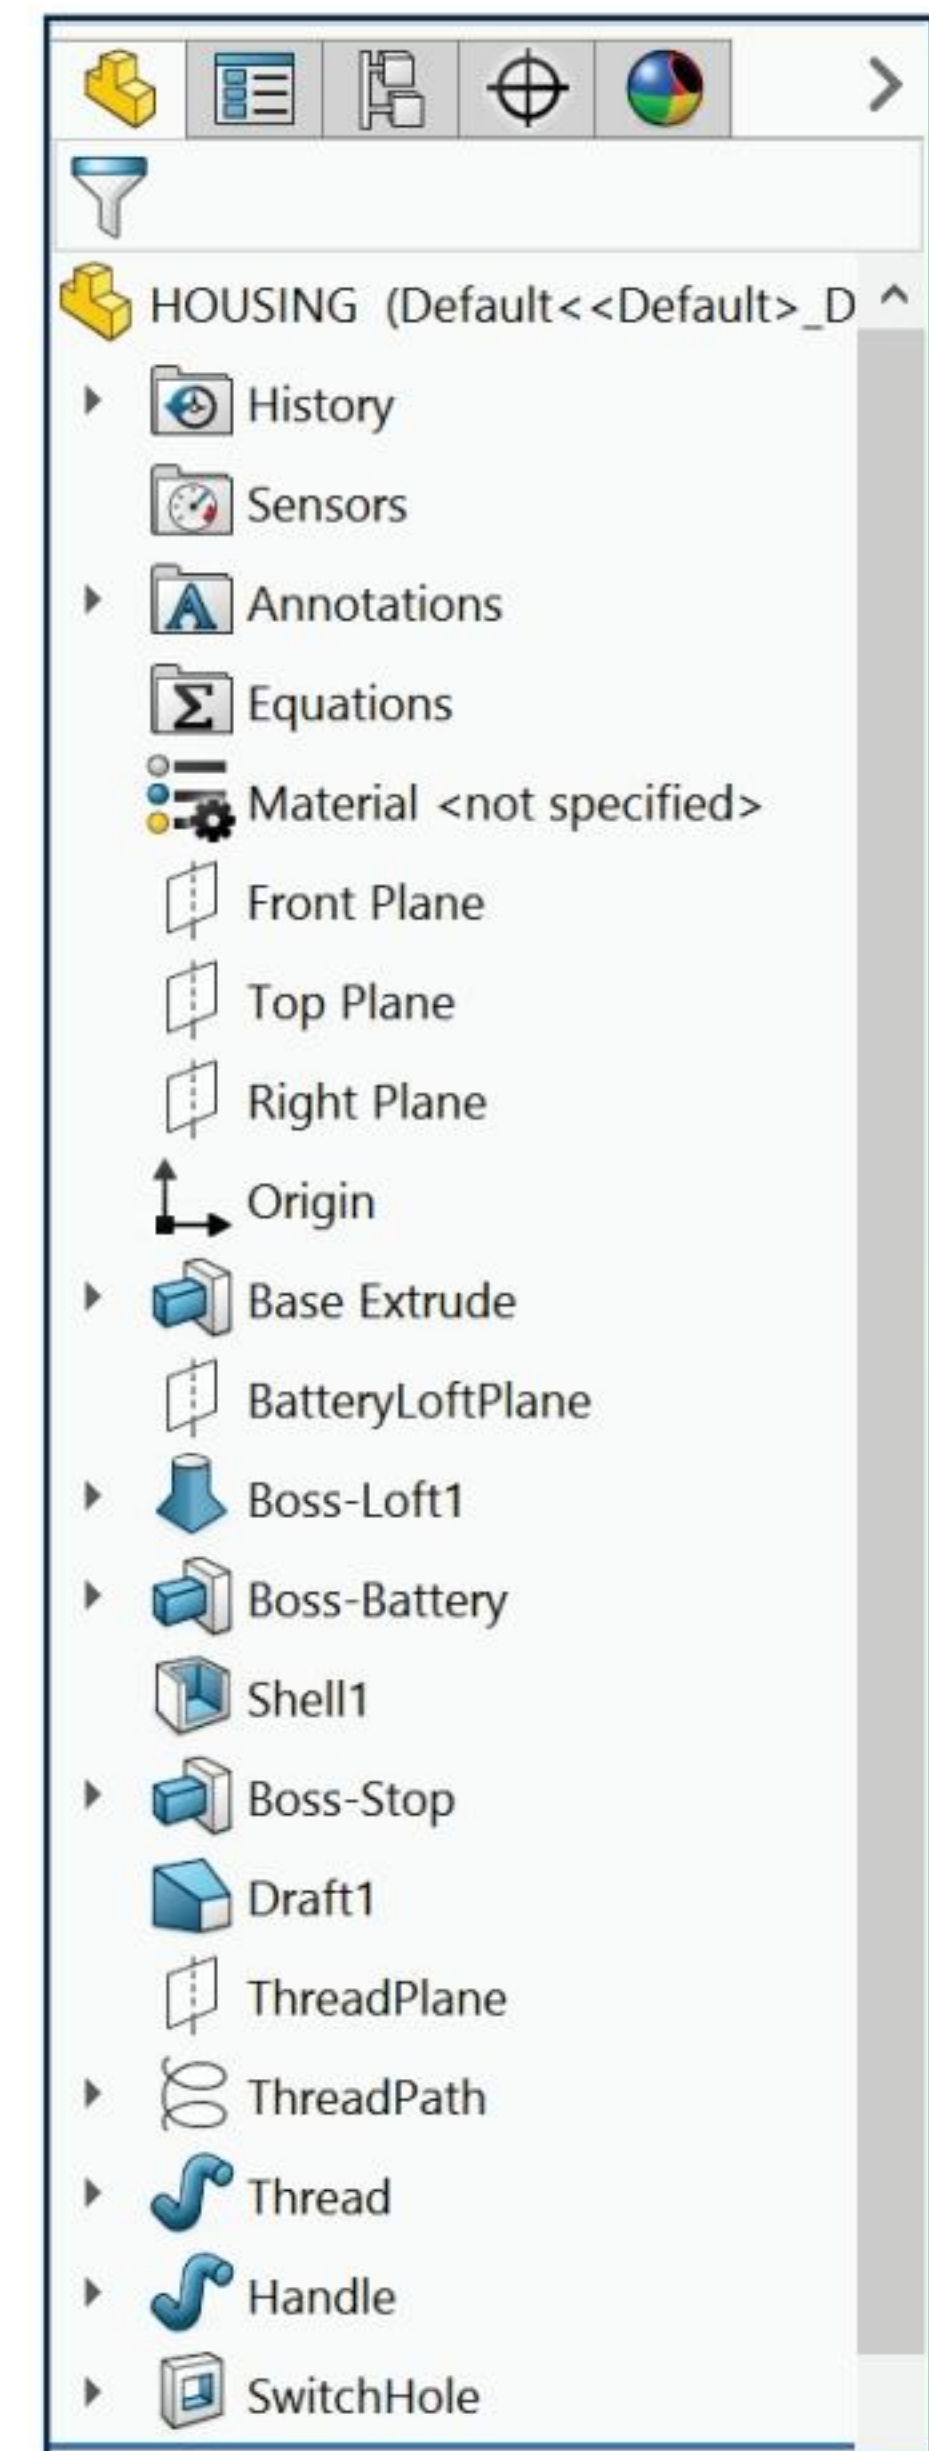 HOUSING (Default<<Default>_D
History
Sensors
Annotations
Equations
Material <not specified>
Front Plane
Top Plane
Right Plane
Origin
Base Extrude
BatteryLoftPlane
Boss-Loft1
Boss-Battery
Shell1
Boss-Stop
Draft1
ThreadPlane
ThreadPath
Thread
Handle
SwitchHole